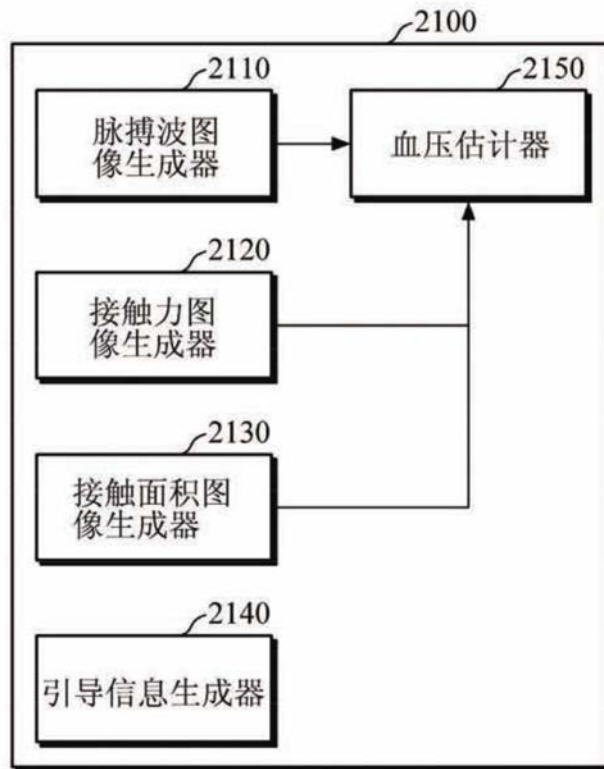 2100
2110
脉搏波图
像生成器
2150
血压估计器
2120
接触力图
像生成器
2130
接触面积图
像生成器
2140
引导信息生成器